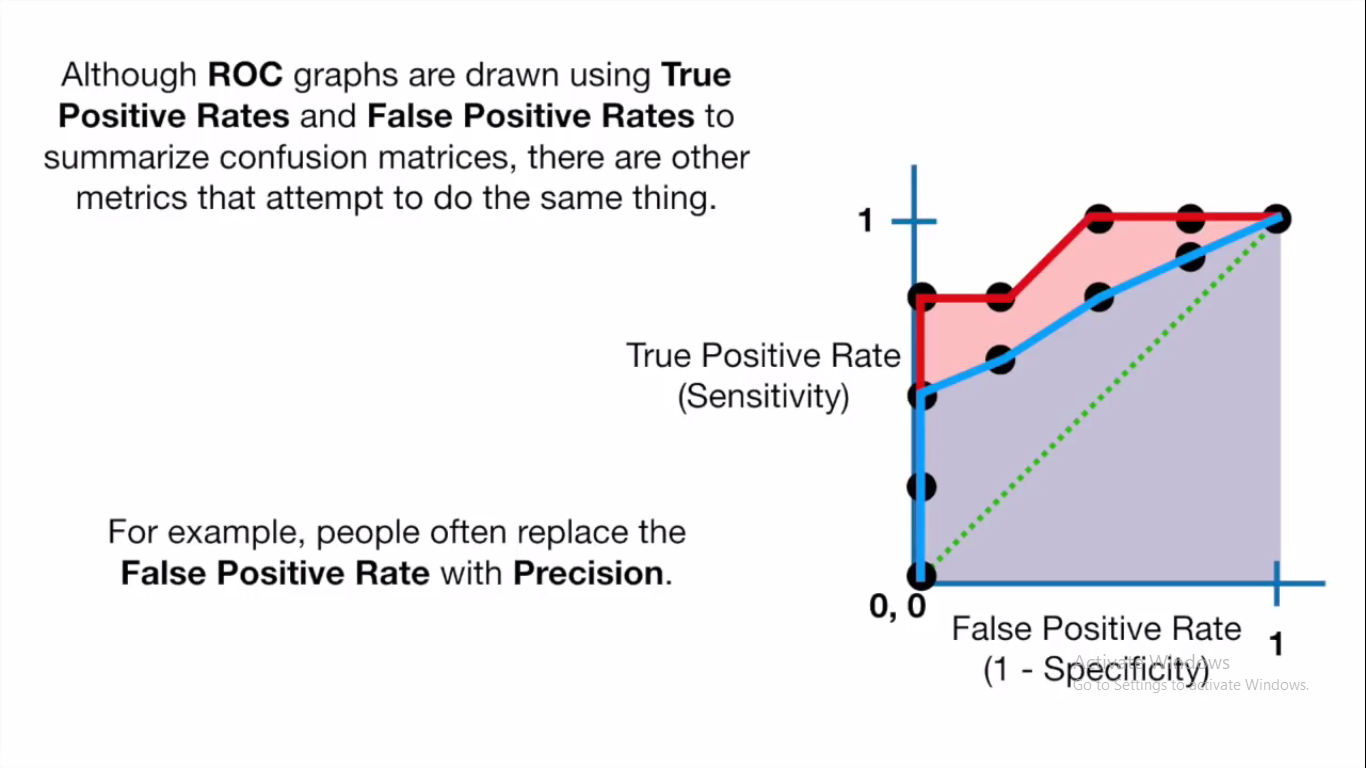 Although ROC graphs are drawn using True
Positive Rates and False Positive Rates to
summarize confusion matrices, there are other
metrics that attempt to do the same thing.
1
True Positive Rate
(Sensitivity)
For example, people often replace the
False Positive Rate with Precision.
0, 0
False Positive Rate
(1 - Specificity)
1
Activate Windows
Go to Settings to activate Windows.